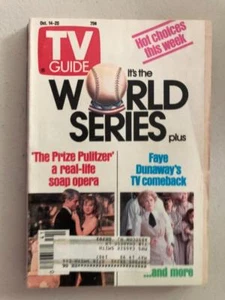 Oct. 14-20
79¢
TV
GUIDE
Hot choices
this week
It's the
WORLD
SERIES
plus
'The Prize Pulitzer'
a real-life
soap opera
Faye
Dunaway's
TV comeback
...and more